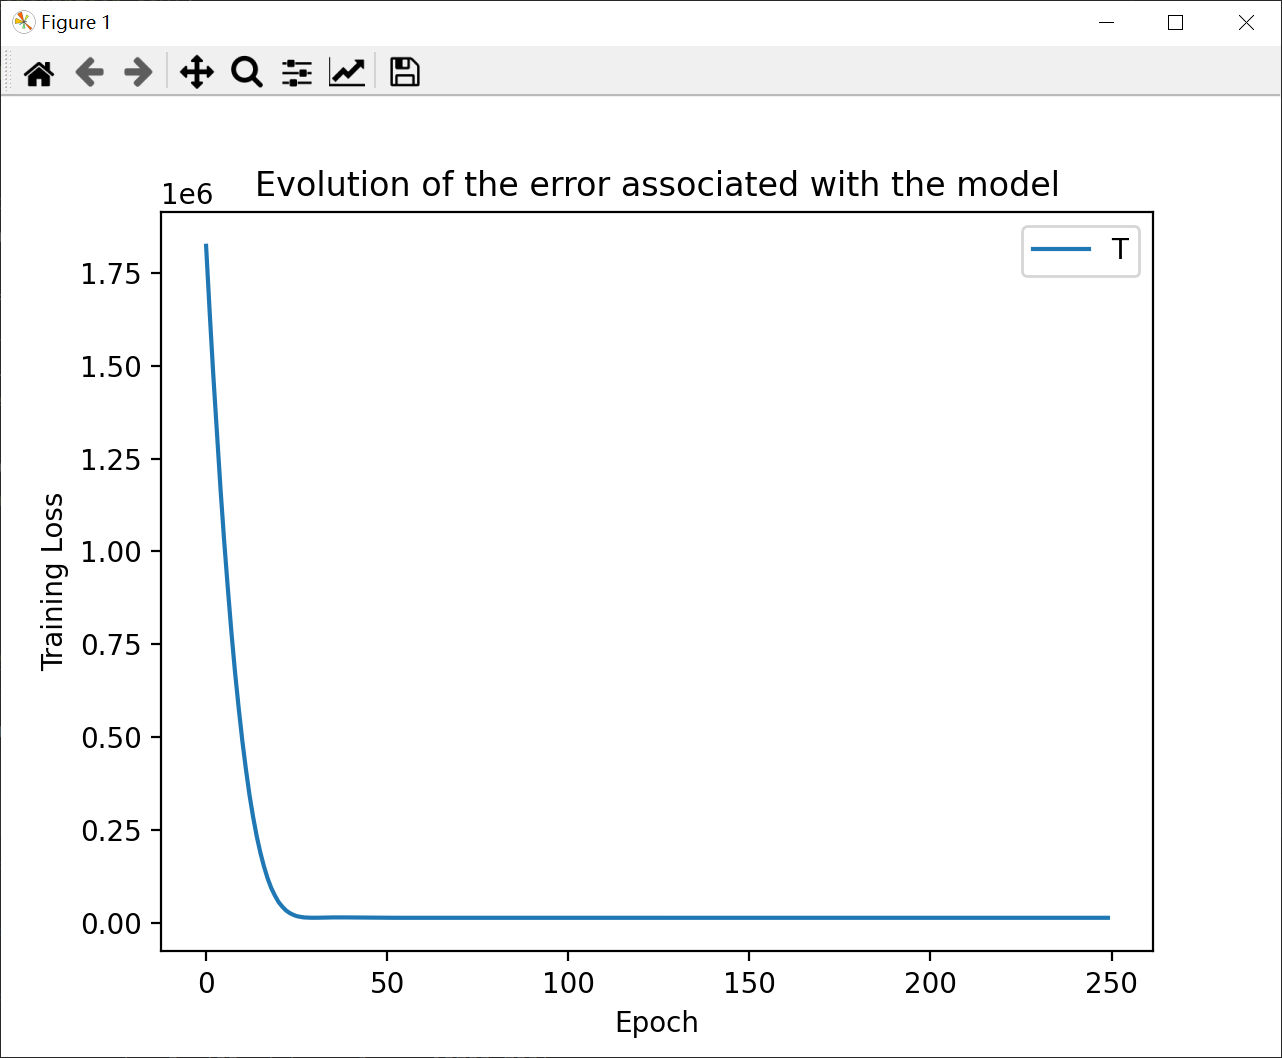 Figure 1
Evolution of the error associated with the model
1e6
T
1.75
1.50
1.25
1.00
0.75
0.50
0.25
0.00
Training Loss
0 50 100 150 200 250
Epoch